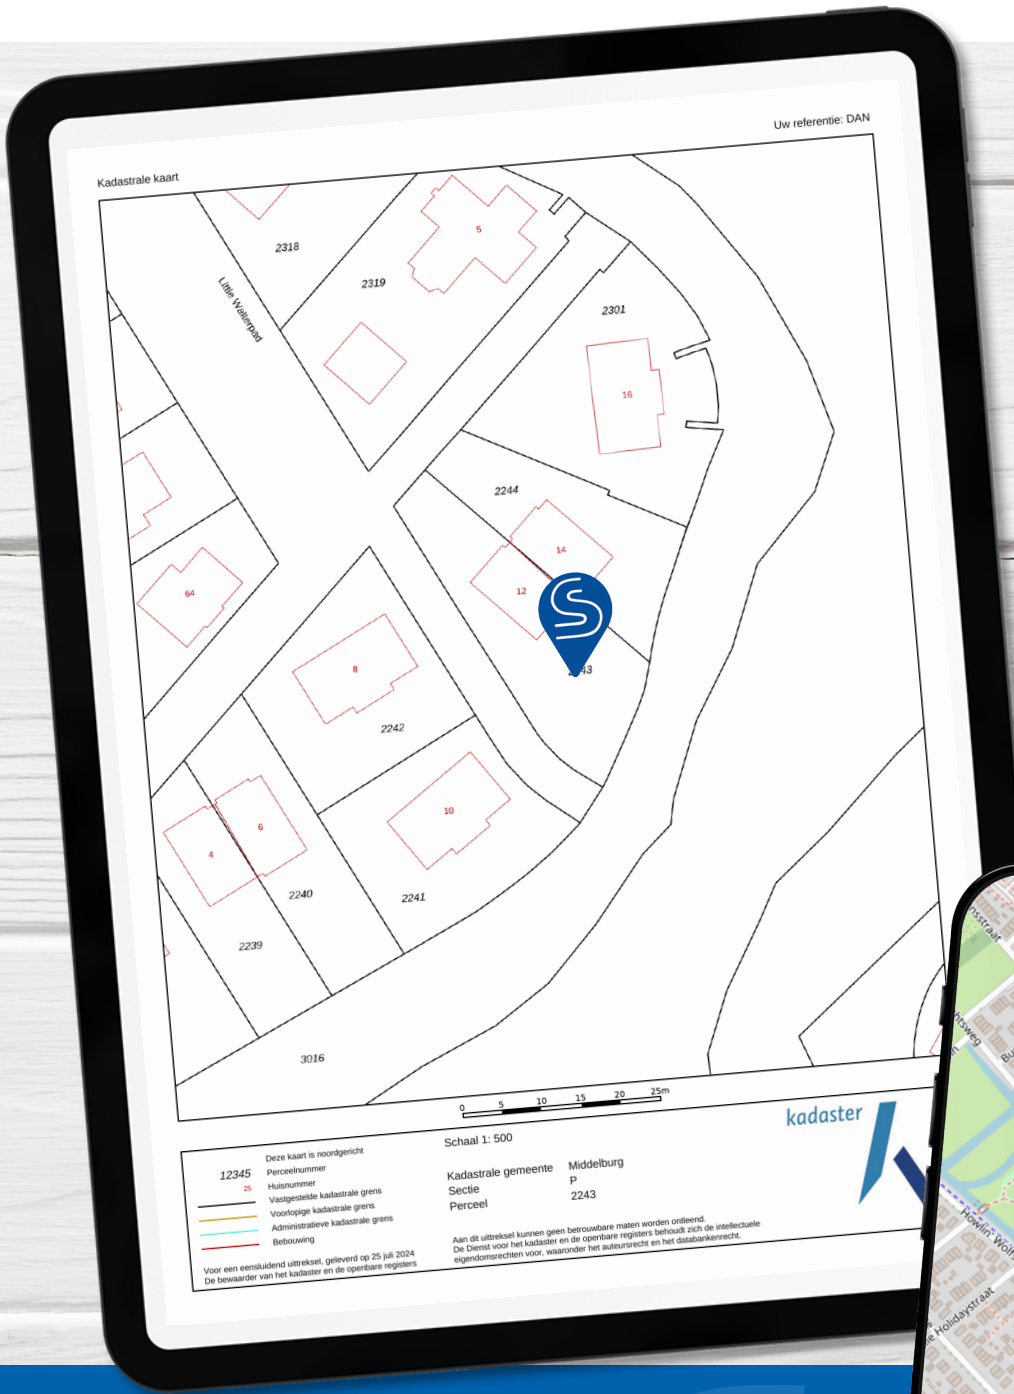 Uw referentie: DAN
Kadastrale kaart
5
2318
2319
Little Walterpad
2301
16
2244
14
12
64
8
2242
10
6
4
2240
2241
2239
3016
0 5 10 15 20 25m
Schaal 1: 500
kadaster
Deze kaart is noordgericht
12345 Perceelnummer
25 Huisnummer
Vastgestelde kadastrale grens
Voorlopige kadastrale grens
Administratieve kadastrale grens
Bebouwing
Kadastrale gemeente Middelburg
Sectie P
Perceel 2243
Voor een eensluidend uittreksel, geleverd op 25 juli 2024
De bewaarder van het kadaster en de openbare registers
Aan dit uittreksel kunnen geen betrouwbare maten worden ontleend.
De Dienst voor het kadaster en de openbare registers behoudt zich de intellectuele
eigendomsrechten voor, waaronder het auteursrecht en het databankenrecht.
Howlin'
Holidaystraat